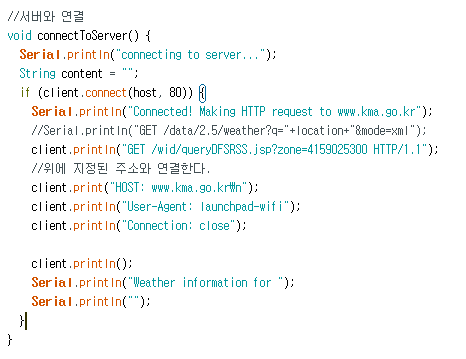 //서버와 연결
void connectToServer() {
  Serial.println("connecting to server...");
  String content = "";
  if (client.connect(host, 80)) {
    Serial.println("Connected! Making HTTP request to www.kma.go.kr");
    //Serial.println("GET /data/2.5/weather?q="+location+"&mode=xml");
    client.println("GET /wid/queryDFSRSS.jsp?zone=4159025300 HTTP/1.1");
    //위에 지정된 주소와 연결한다.
    client.print("HOST: www.kma.go.kr₩n");
    client.println("User-Agent: launchpad-wifi");
    client.println("Connection: close");

    client.println();
    Serial.println("Weather information for ");
    Serial.println("");
  }
}